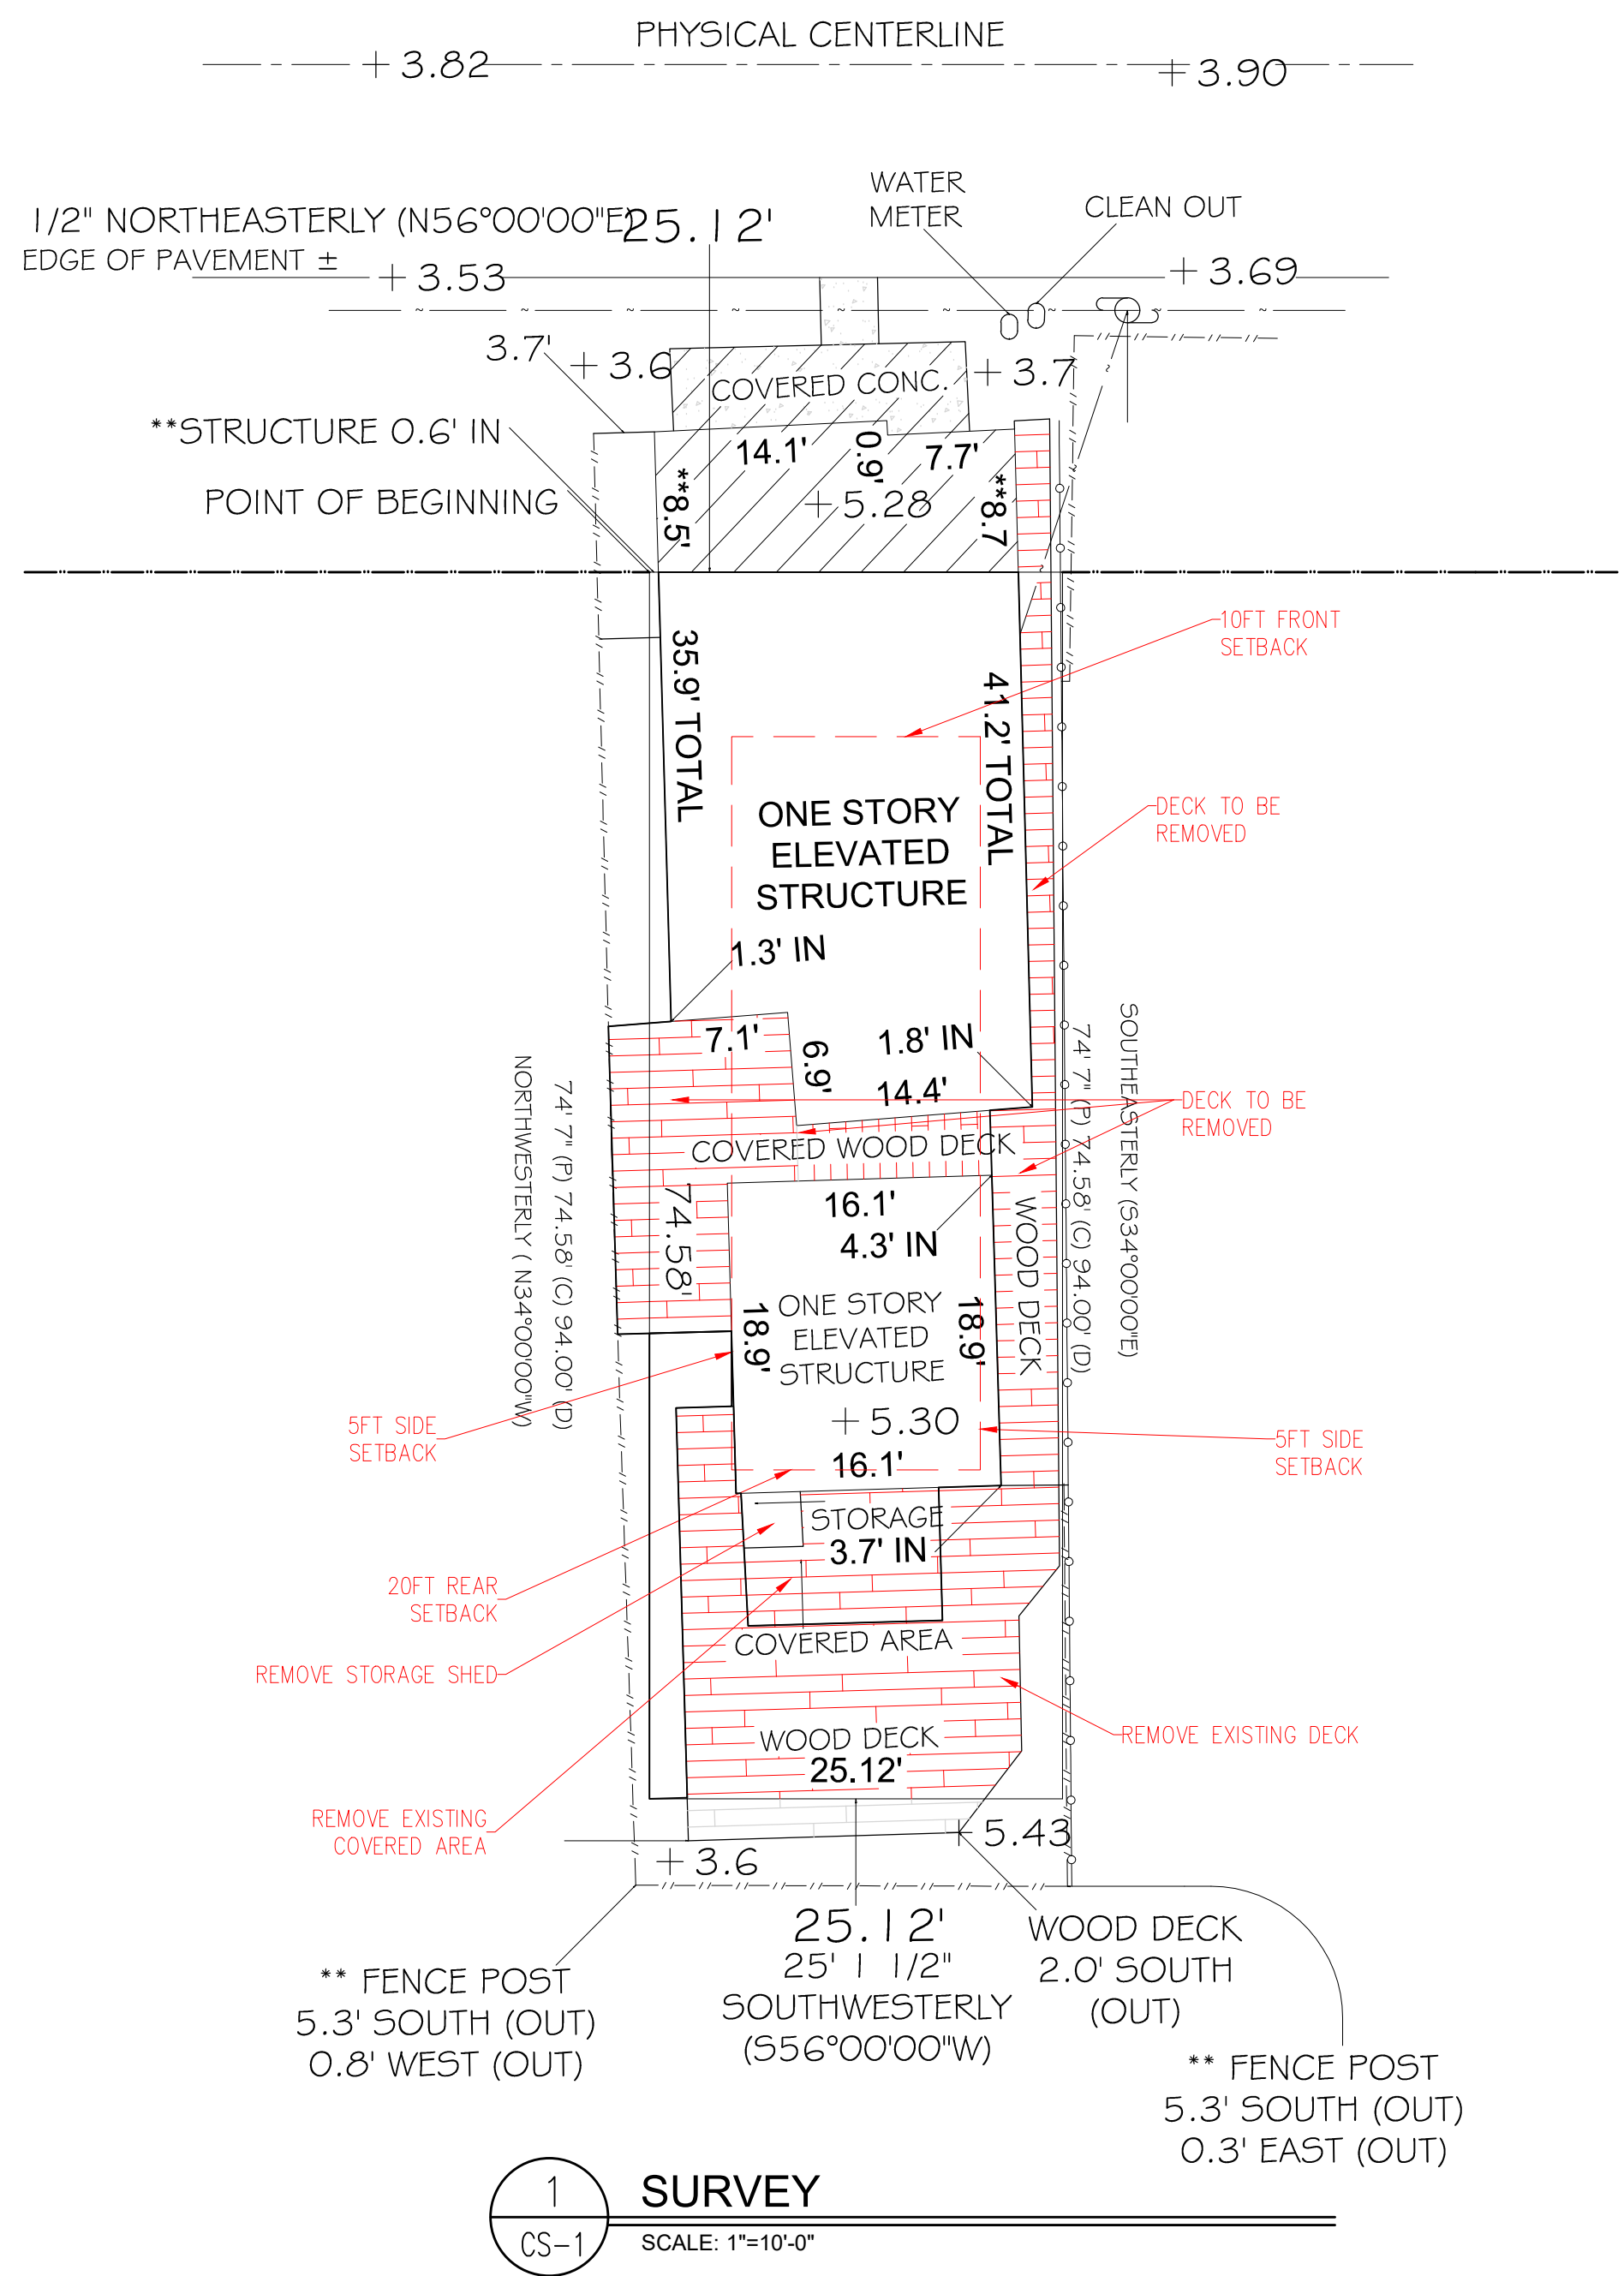 PHYSICAL CENTERLINE
+ 3.82
+ 3.90
WATER
METER
CLEAN OUT
1/2" NORTHEASTERLY (N56°00'00"E)
25.12'
EDGE OF PAVEMENT ±
+ 3.53
+ 3.69
3.7'
+ 3.6
+ 3.7
COVERED CONC.
**STRUCTURE 0.6' IN
14.1'
0.9'
7.7'
POINT OF BEGINNING
**8.5'
+ 5.28
**8.7
10FT FRONT
SETBACK
35.9' TOTAL
41.2' TOTAL
DECK TO BE
REMOVED
ONE STORY
ELEVATED
STRUCTURE
1.3' IN
7.1'
6.9'
1.8' IN
14.4'
DECK TO BE
REMOVED
COVERED WOOD DECK
NORTHWESTERLY ( N34°00'00"W)
74' 7" (P) 74.58' (C) 94.00' (D)
74.58'
74' 7" (P) 74.58' (C) 94.00' (D)
SOUTHEASTERLY (S34°00'00"E)
16.1'
4.3' IN
WOOD DECK
18.9'
ONE STORY
ELEVATED
STRUCTURE
18.9'
+ 5.30
16.1'
5FT SIDE
SETBACK
5FT SIDE
SETBACK
STORAGE
3.7' IN
20FT REAR
SETBACK
COVERED AREA
REMOVE STORAGE SHED
WOOD DECK
25.12'
REMOVE EXISTING DECK
REMOVE EXISTING
COVERED AREA
+ 5.43
+ 3.6
25.12'
25' 1 1/2"
SOUTHWESTERLY
(S56°00'00"W)
WOOD DECK
2.0' SOUTH
(OUT)
** FENCE POST
5.3' SOUTH (OUT)
0.8' WEST (OUT)
** FENCE POST
5.3' SOUTH (OUT)
0.3' EAST (OUT)
1
CS-1
SURVEY
SCALE: 1"=10'-0"